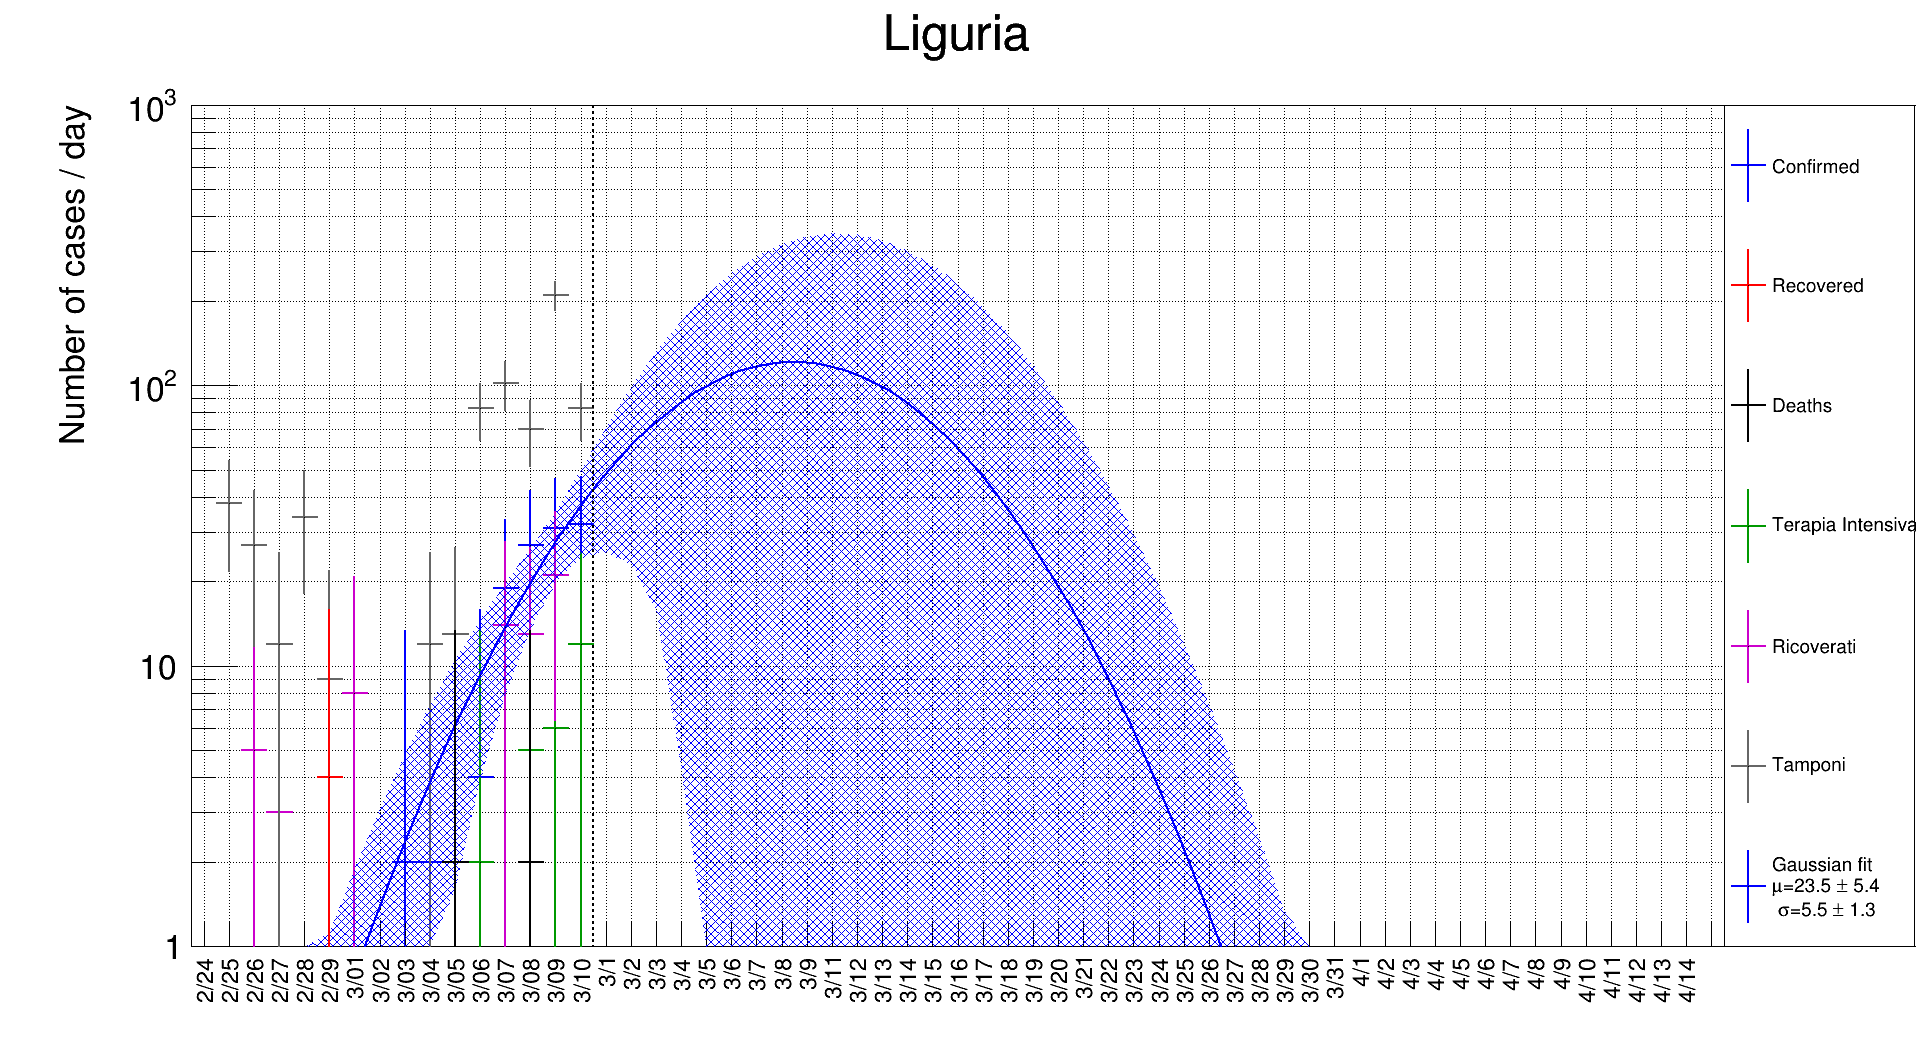 Liguria
Number of cases / day
10³
10²
10
1
2/24 2/25 2/26 2/27 2/28 2/29 3/01 3/02 3/03 3/04 3/05 3/06 3/07 3/08 3/09 3/10 3/1 3/2 3/3 3/4 3/5 3/6 3/7 3/8 3/9 3/11 3/12 3/13 3/14 3/15 3/16 3/17 3/18 3/19 3/20 3/21 3/22 3/23 3/24 3/25 3/26 3/27 3/28 3/29 3/30 3/31 4/1 4/2 4/3 4/4 4/5 4/6 4/7 4/8 4/9 4/10 4/11 4/12 4/13 4/14
Confirmed
Recovered
Deaths
Terapia Intensiva
Ricoverati
Tamponi
Gaussian fit
μ=23.5 ± 5.4
σ=5.5 ± 1.3